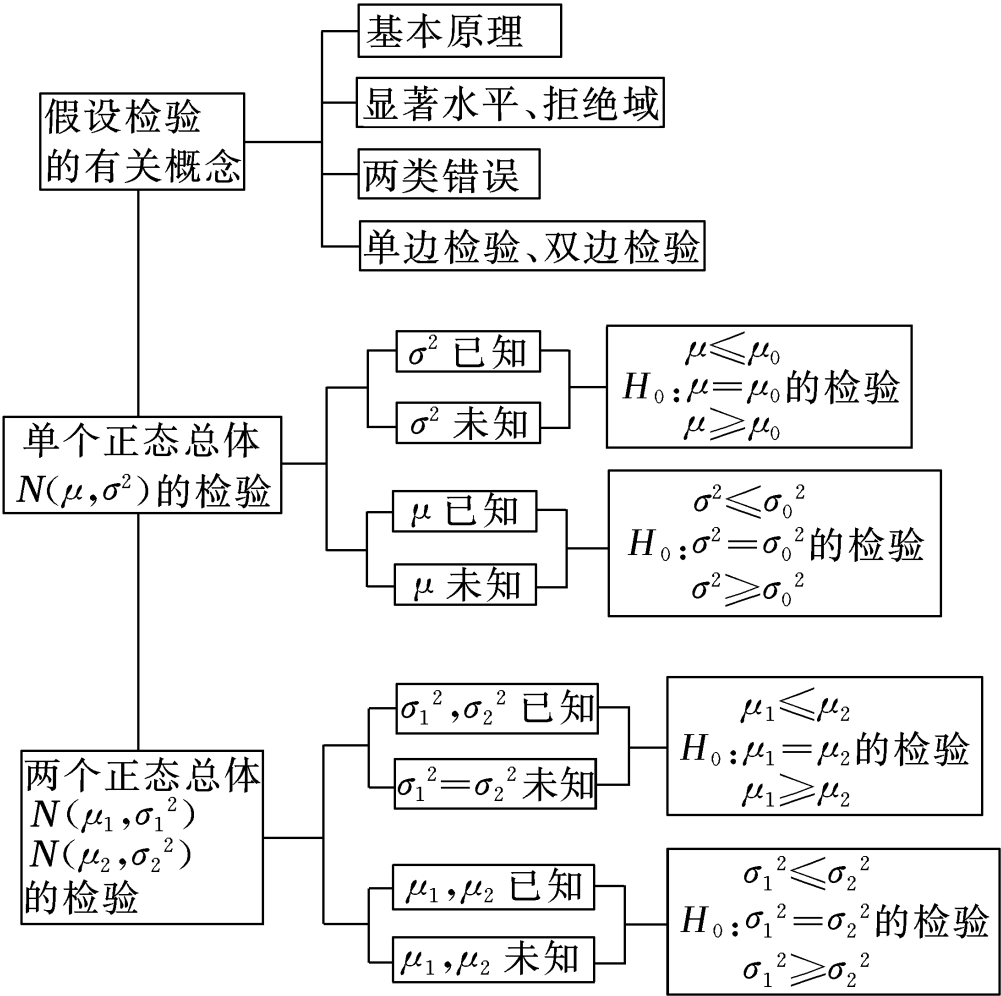 基本原理
显著水平、拒绝域
假设检验
的有关概念
两类错误
单边检验、双边检验
σ² 已知
σ² 未知
μ≤μ₀
H₀:μ=μ₀的检验
μ≥μ₀
单个正态总体
N(μ,σ²)的检验
μ 已知
μ 未知
σ²≤σ₀²
H₀:σ²=σ₀²的检验
σ²≥σ₀²
σ₁²,σ₂² 已知
σ₁²=σ₂²未知
μ₁≤μ₂
H₀:μ₁=μ₂的检验
μ₁≥μ₂
两个正态总体
N(μ₁,σ₁²)
N(μ₂,σ₂²)
的检验
μ₁,μ₂ 已知
μ₁,μ₂ 未知
σ₁²≤σ₂²
H₀:σ₁²=σ₂²的检验
σ₁²≥σ₂²